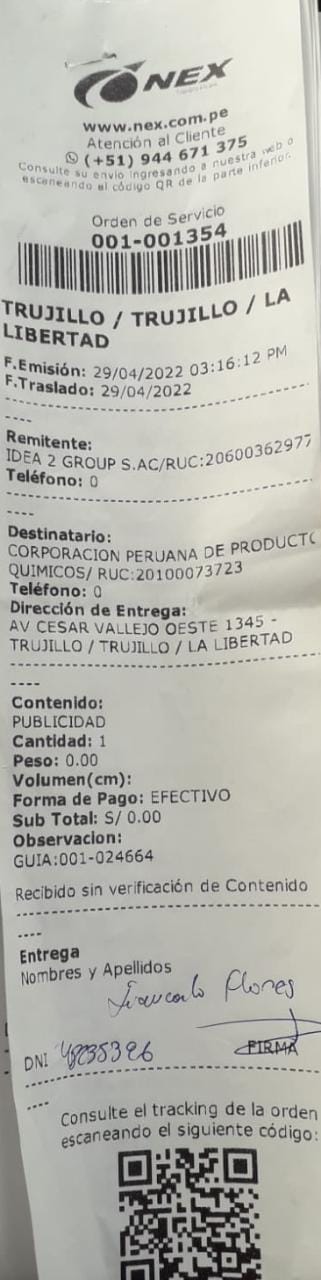 NEX
www.nex.com.pe
Atención al Cliente
(+51) 944 671 375
Consulte su envio ingresando a nuestra web o
escaneando el código QR de la parte inferior.
Orden de Servicio
001-001354
TRUJILLO / TRUJILLO / LA
LIBERTAD
F.Emisión: 29/04/2022 03:16:12 PM
F.Traslado: 29/04/2022
----
Remitente:
IDEA 2 GROUP S.AC/RUC:20600362977
Teléfono: 0
----
Destinatario:
CORPORACION PERUANA DE PRODUCTO
QUIMICOS/ RUC:20100073723
Teléfono: 0
Dirección de Entrega:
AV CESAR VALLEJO OESTE 1345 -
TRUJILLO / TRUJILLO / LA LIBERTAD
----
Contenido:
PUBLICIDAD
Cantidad: 1
Peso: 0.00
Volumen(cm):
Forma de Pago: EFECTIVO
Sub Total: S/ 0.00
Observacion:
GUIA:001-024664
Recibido sin verificación de Contenido
----
Entrega
Nombres y Apellidos
Flores
DNI
FIRMA
----
Consulte el tracking de la orden
escaneando el siguiente código: